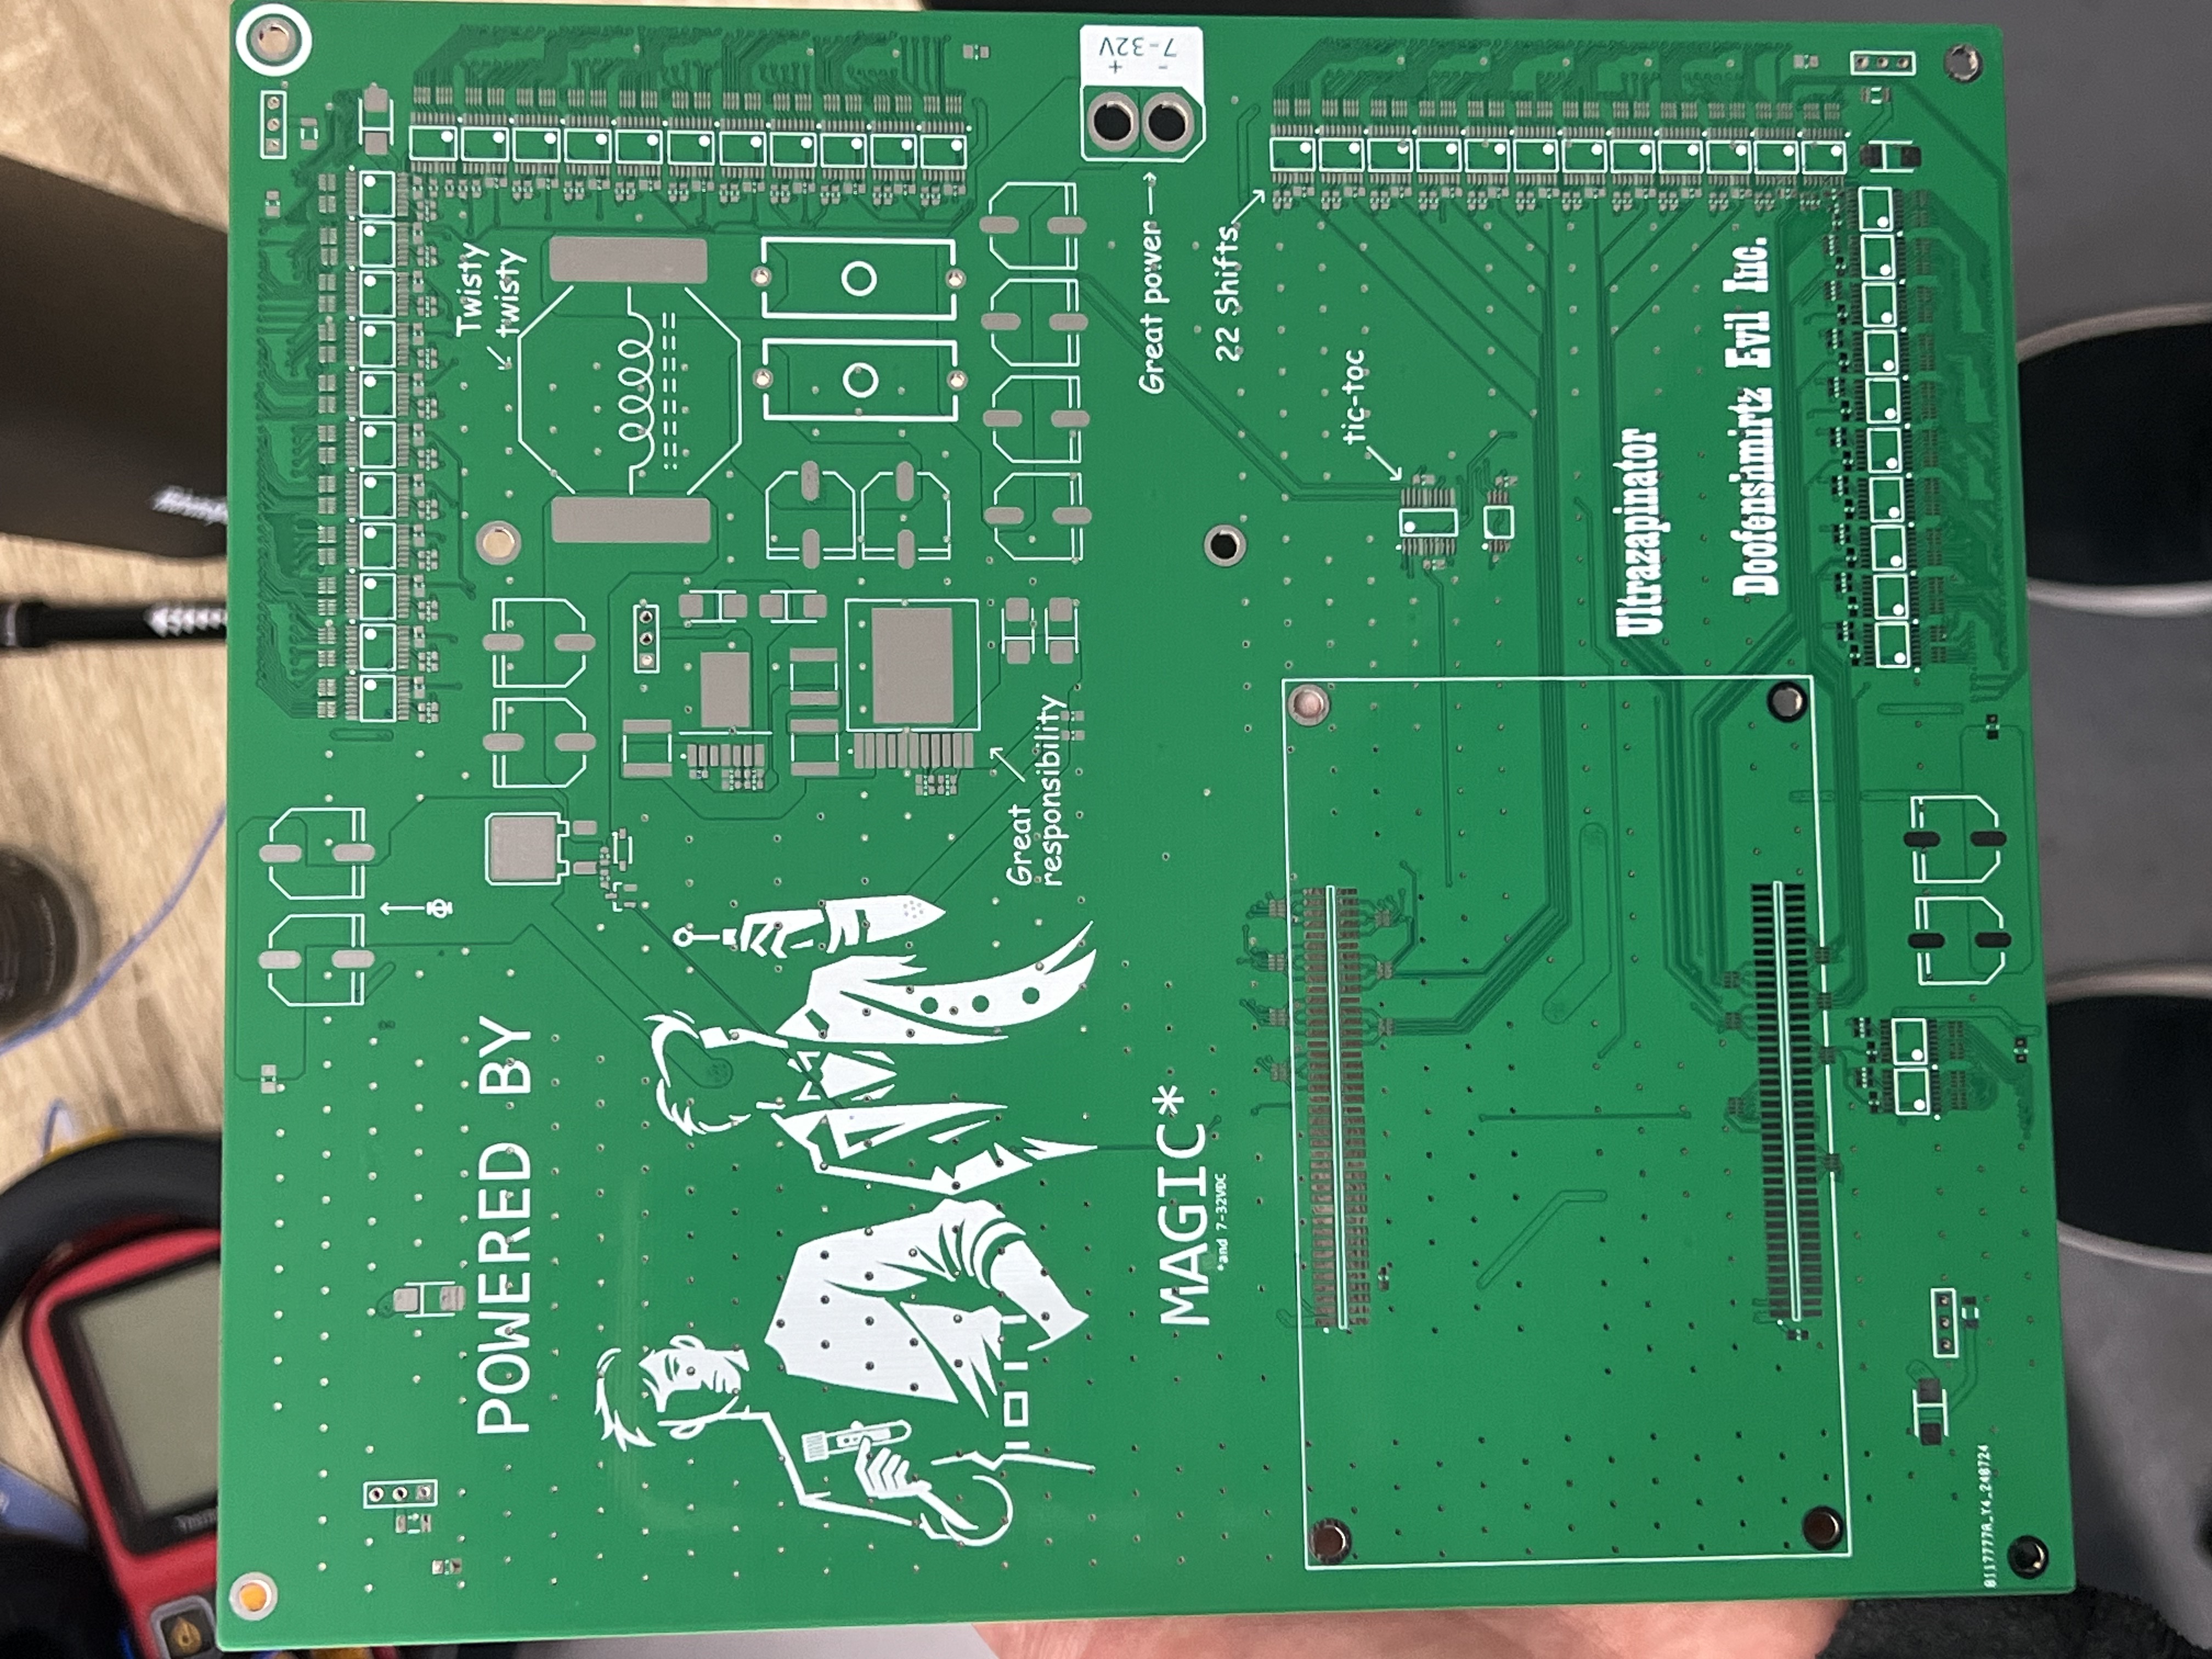 Φ
Twisty
twisty
POWERED BY
Great
responsibility
+
-
7-32V
Great power
MAGIC*
*and 7-32VDC
22 Shifts
tic-toc
Ultrazapinator
Doofenshmirtz Evil Inc.
8117777A_Y4_240724